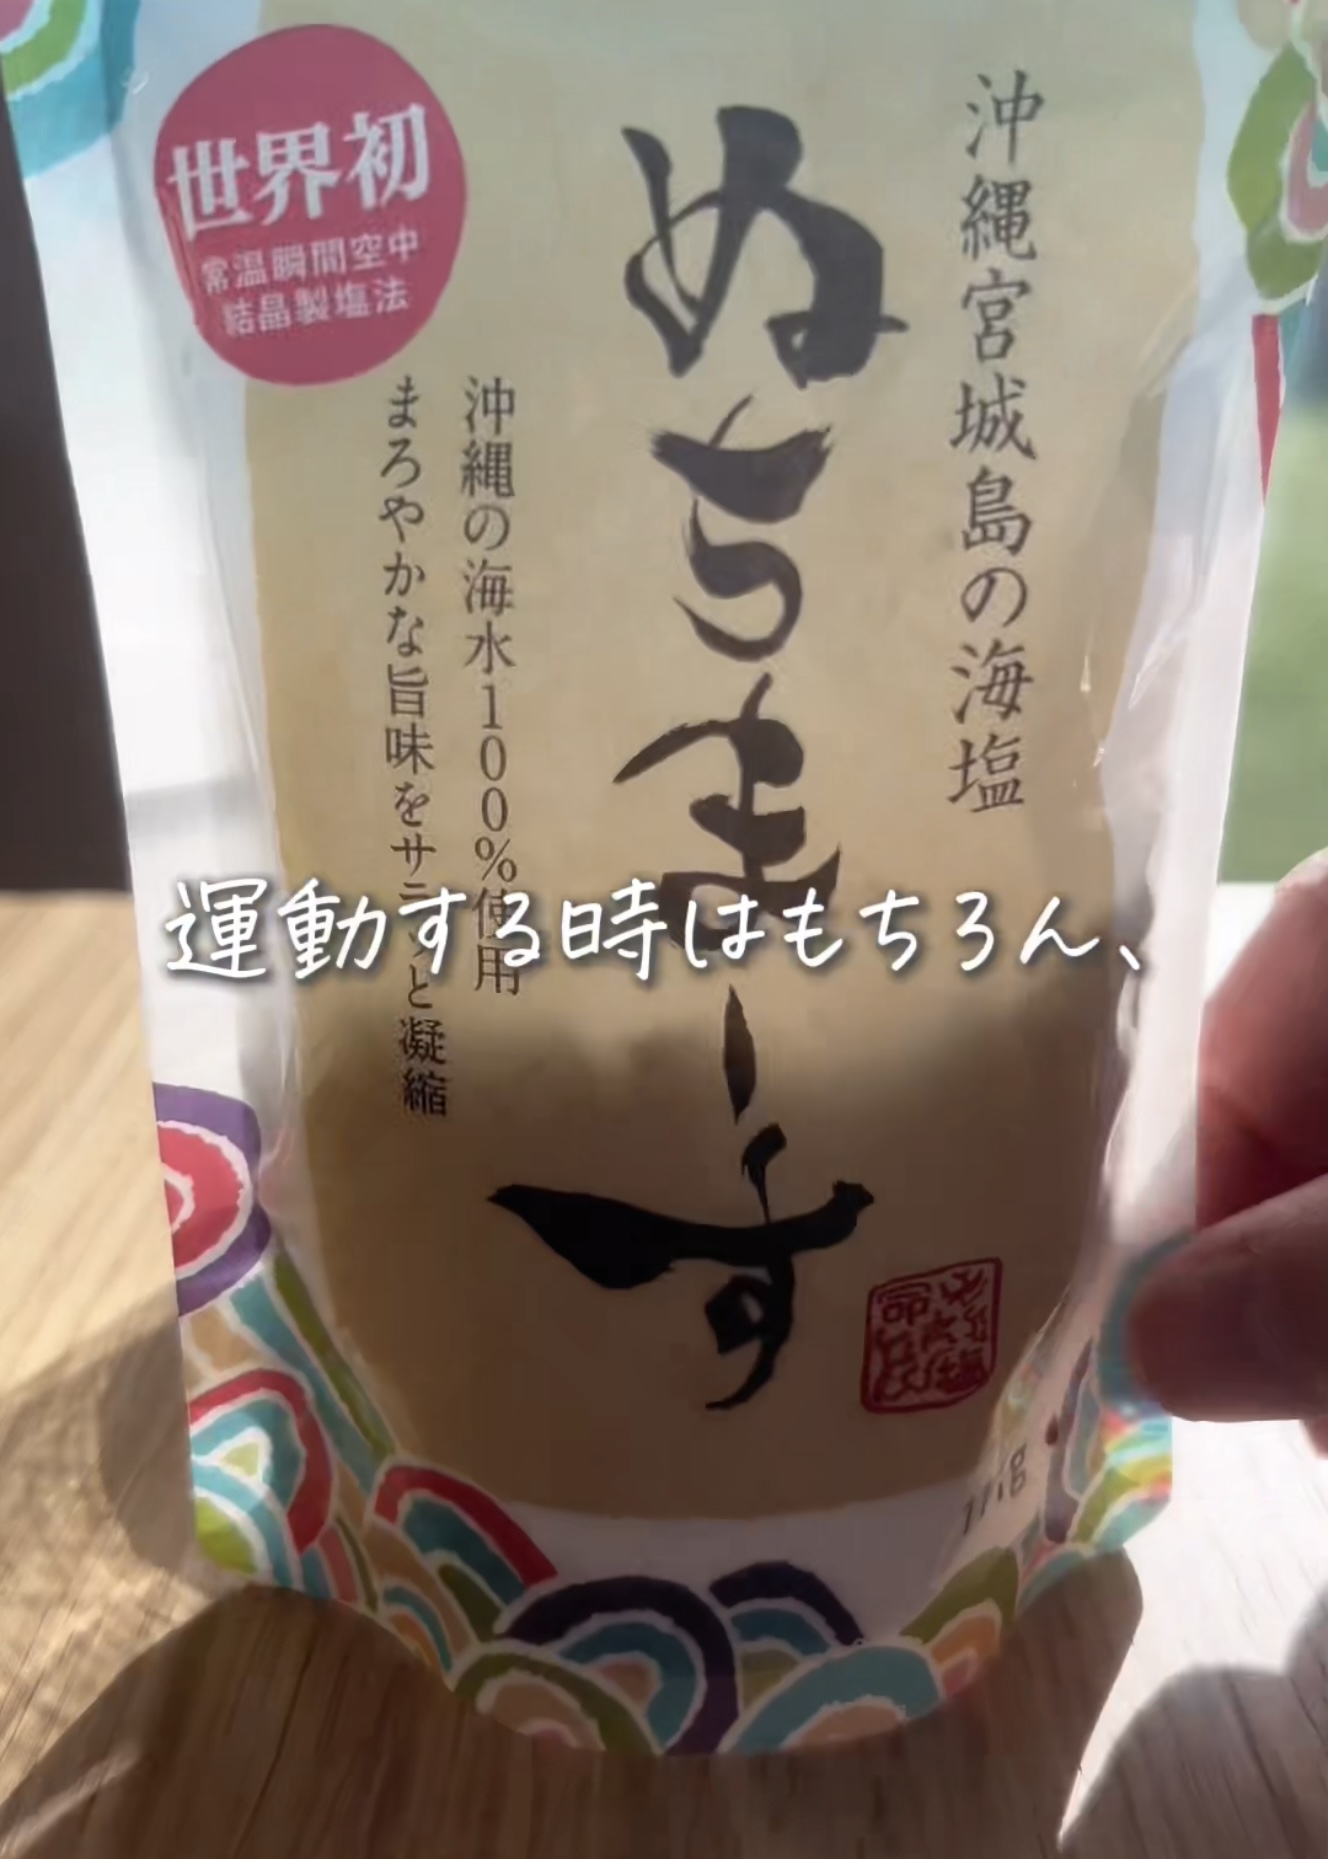 世界初
常温瞬間空中
結晶製塩法
沖縄宮城島の海塩
ぬちまーす
沖縄の海水100%使用
まろやかな旨味をサラッと凝縮
運動する時はもちろん、